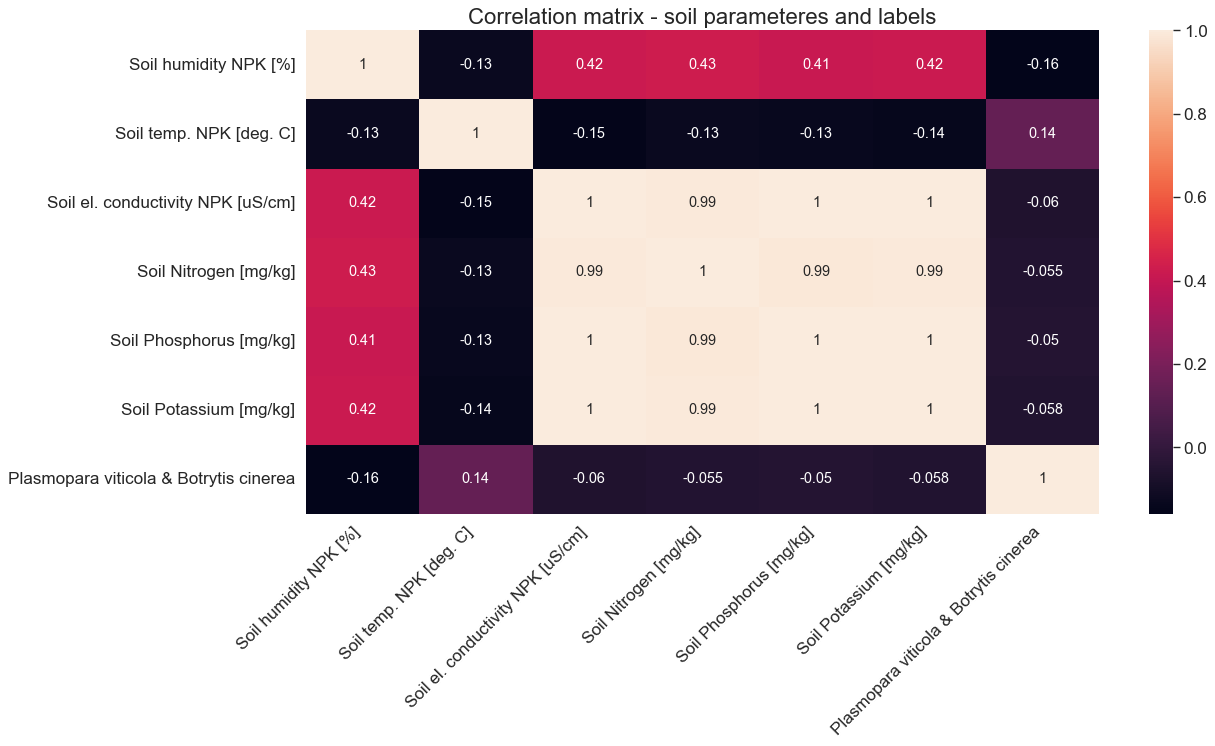 Correlation matrix - soil parameteres and labels
Soil humidity NPK [%] 1 -0.13 0.42 0.43 0.41 0.42 -0.16
Soil temp. NPK [deg. C] -0.13 1 -0.15 -0.13 -0.13 -0.14 0.14
Soil el. conductivity NPK [uS/cm] 0.42 -0.15 1 0.99 1 1 -0.06
Soil Nitrogen [mg/kg] 0.43 -0.13 0.99 1 0.99 0.99 -0.055
Soil Phosphorus [mg/kg] 0.41 -0.13 1 0.99 1 1 -0.05
Soil Potassium [mg/kg] 0.42 -0.14 1 0.99 1 1 -0.058
Plasmopara viticola & Botrytis cinerea -0.16 0.14 -0.06 -0.055 -0.05 -0.058 1
Soil humidity NPK [%]
Soil temp. NPK [deg. C]
Soil el. conductivity NPK [uS/cm]
Soil Nitrogen [mg/kg]
Soil Phosphorus [mg/kg]
Soil Potassium [mg/kg]
Plasmopara viticola & Botrytis cinerea
1.0
0.8
0.6
0.4
0.2
0.0